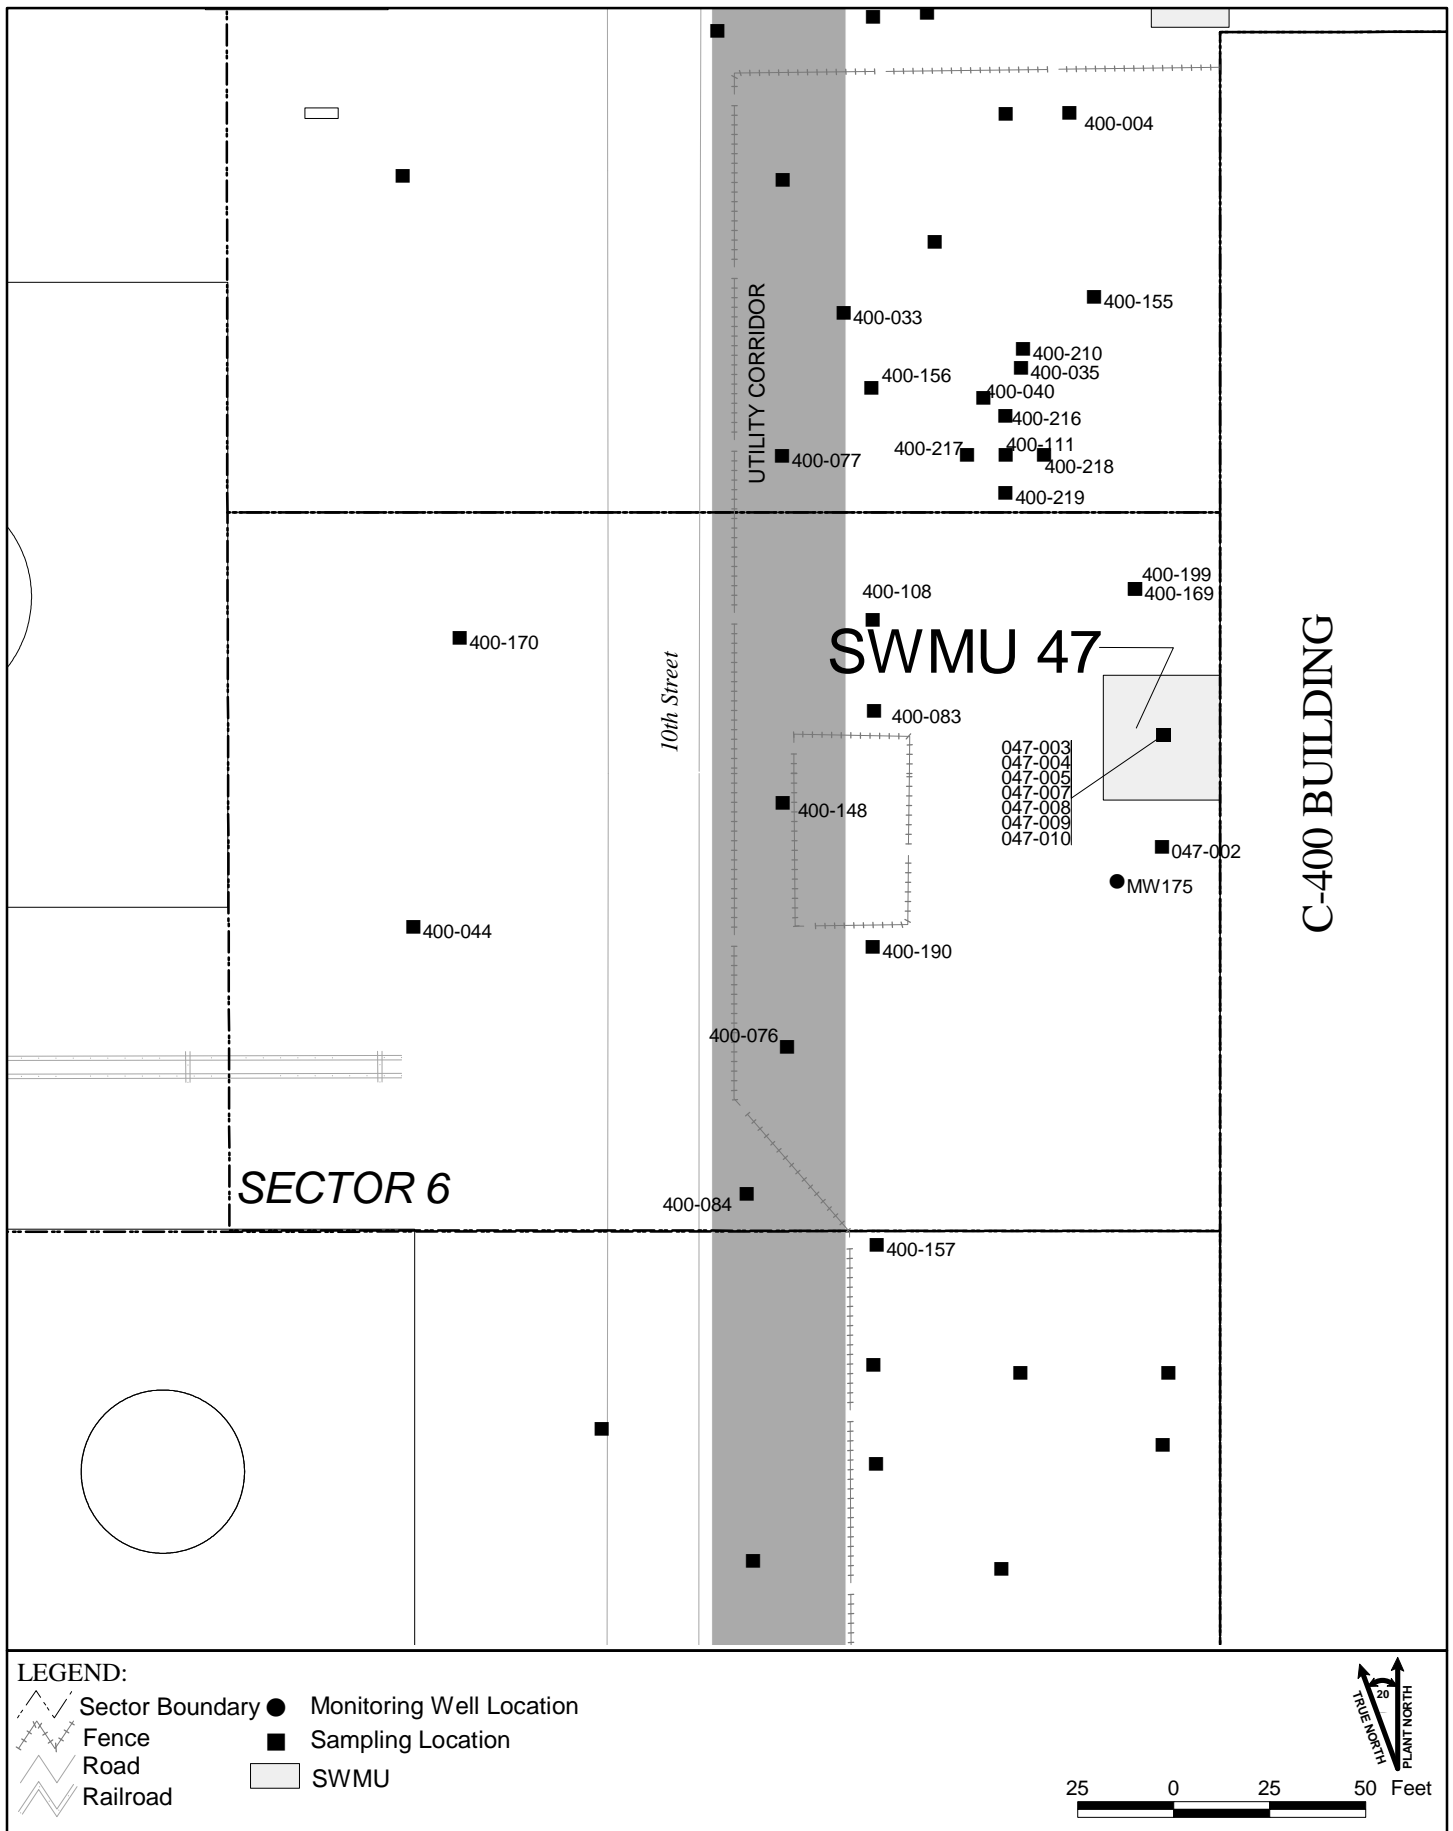 400-004
400-155
400-033
UTILITY CORRIDOR
400-210
400-035
400-156
400-040
400-216
400-217
400-111
400-077
400-218
400-219
400-199
400-169
400-108
SWMU 47
400-170
10th Street
400-083
C-400 BUILDING
047-003
047-004
047-005
047-007
047-008
047-009
047-010
400-148
047-002
MW175
400-044
400-190
400-076
SECTOR 6
400-084
400-157
LEGEND:
Sector Boundary
Fence
Road
Railroad
Monitoring Well Location
Sampling Location
SWMU
20
TRUE NORTH
PLANT NORTH
25 0 25 50 Feet